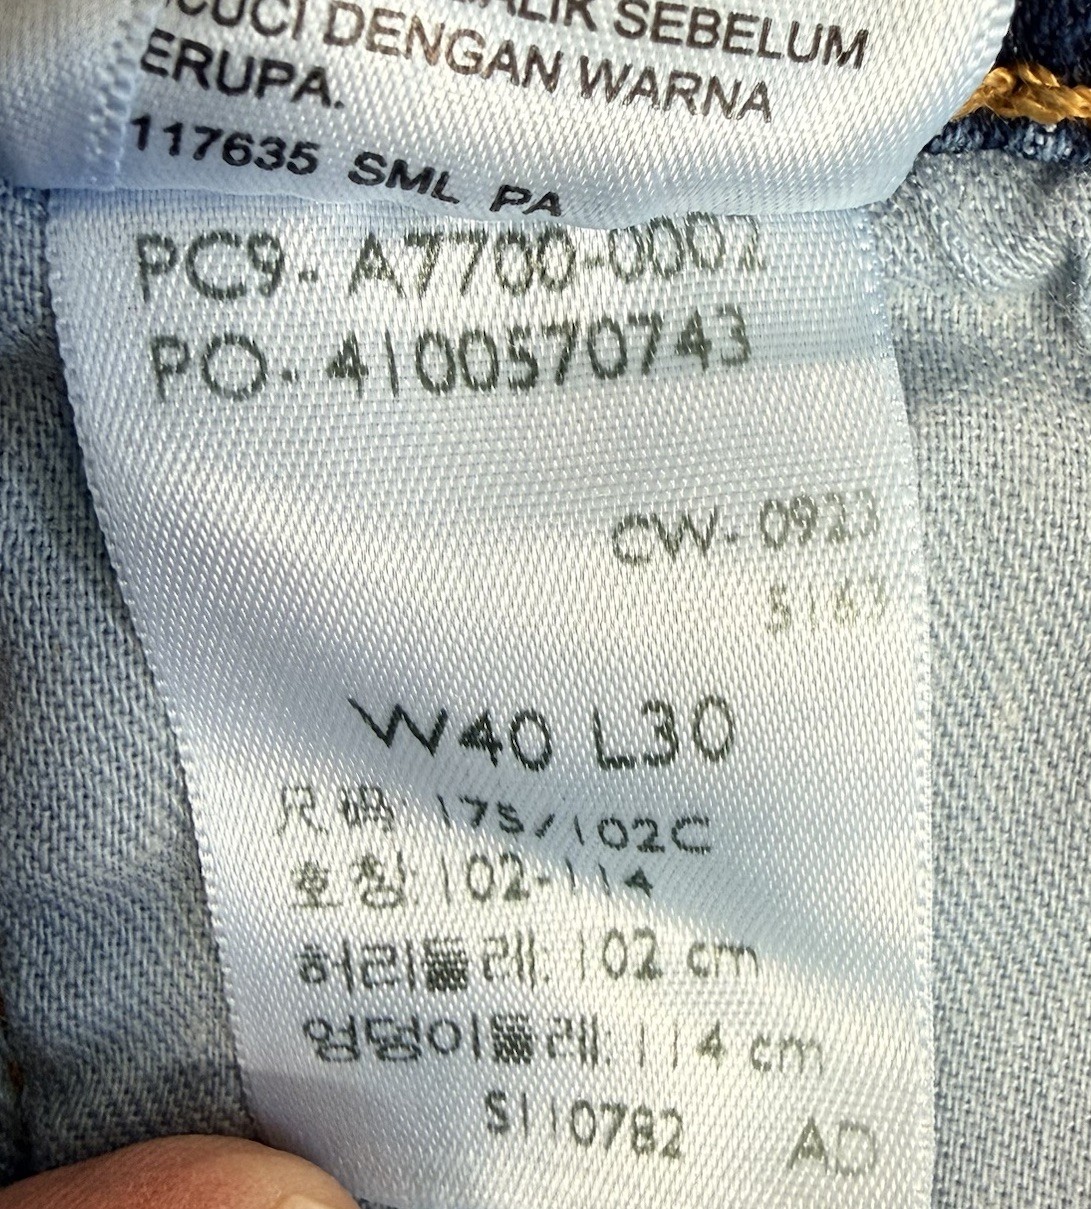 SEBELUM
CUCI DENGAN WARNA
ERUPA.
117635 SML PA
PC9- A7700-0002
PO- 4100570743
CW- 0923
W40 L30
尺码: 175/102C
호칭: 102-114
허리둘레: 102 cm
엉덩이둘레: 114 cm
S110782 AD